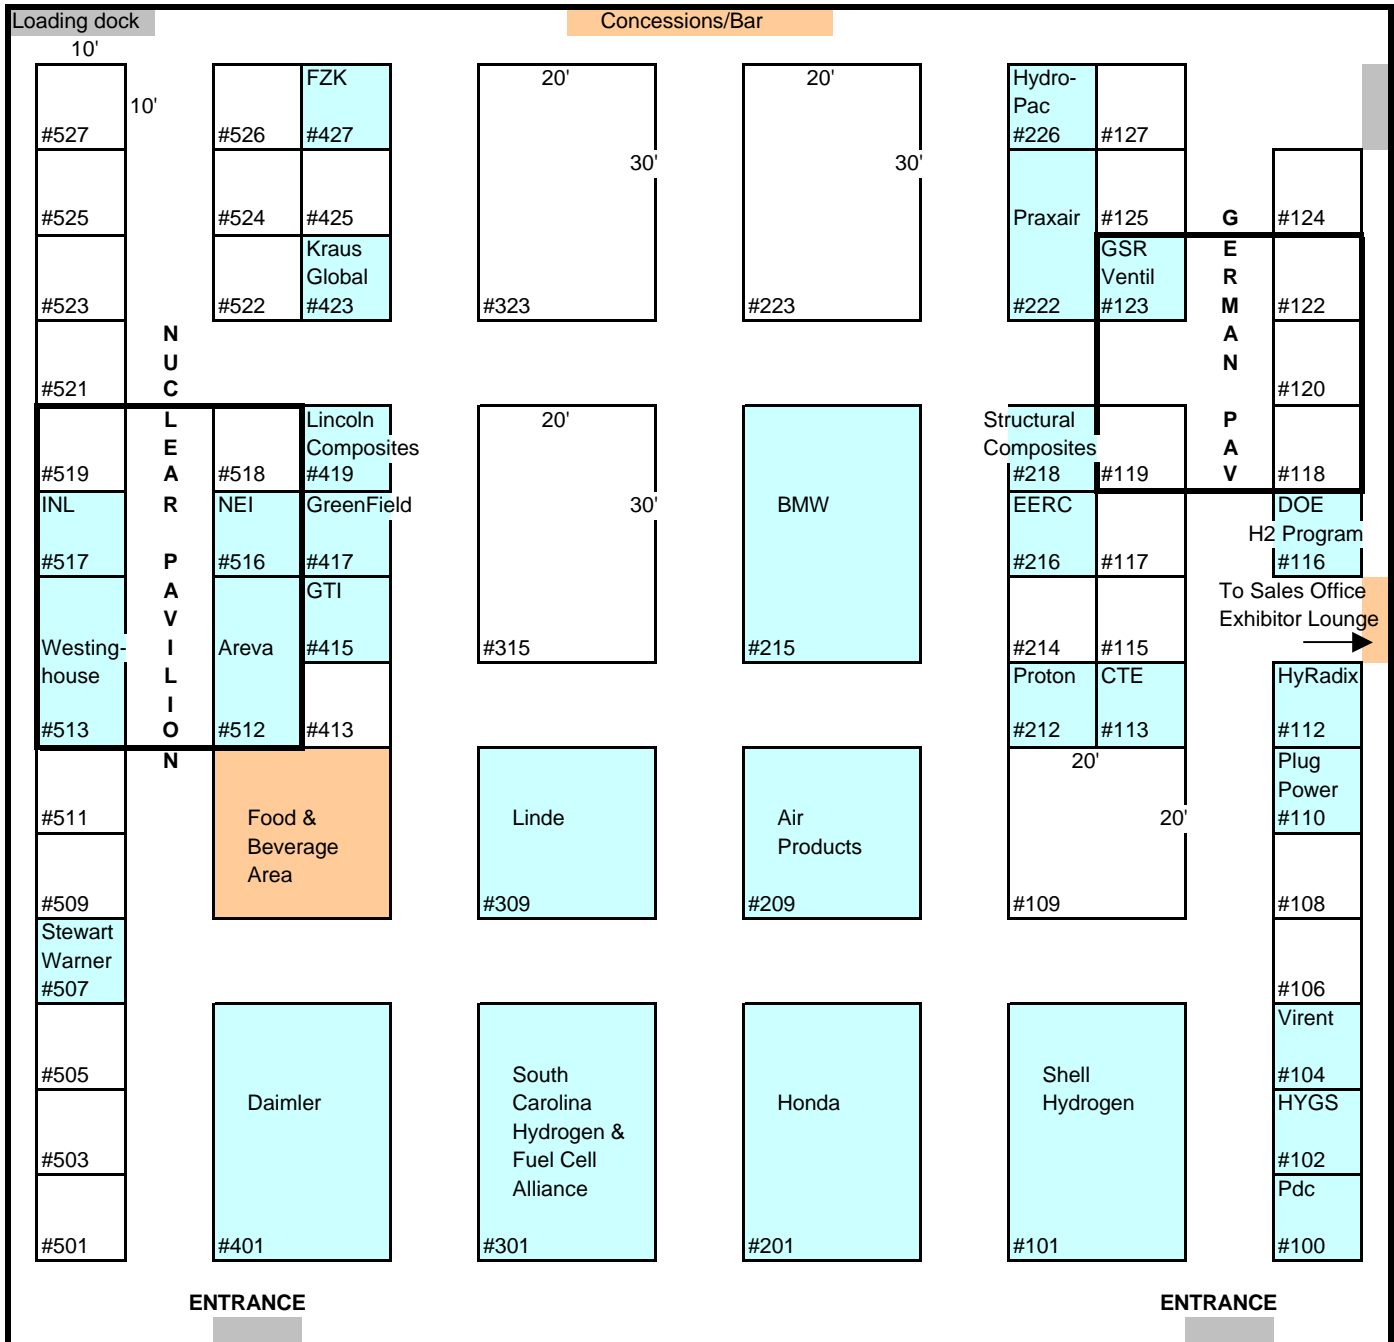 Loading dock
Concessions/Bar
10'
10'
#527
#525
#523
#521
#519
INL
#517
Westing-
house
#513
#511
#509
Stewart
Warner
#507
#505
#503
#501
NUCLEAR PAVILION
#526
FZK
#427
#524
#425
#522
Kraus
Global
#423
#518
Lincoln
Composites
#419
NEI
#516
GreenField
#417
Areva
#512
GTI
#415
#413
Food &
Beverage
Area
Daimler
#401
20'
30'
#323
20'
30'
#315
Linde
#309
South
Carolina
Hydrogen &
Fuel Cell
Alliance
#301
20'
30'
#223
BMW
#215
Air
Products
#209
Honda
#201
Hydro-
Pac
#226
#127
Praxair
#222
#125
GSR
Ventil
#123
Structural
Composites
#218
#119
EERC
#216
#117
#214
#115
Proton
#212
CTE
#113
20'
20'
#109
Shell
Hydrogen
#101
GERMAN PAV
#124
#122
#120
#118
DOE
H2 Program
#116
To Sales Office
Exhibitor Lounge
HyRadix
#112
Plug
Power
#110
#108
#106
Virent
#104
HYGS
#102
Pdc
#100
ENTRANCE
ENTRANCE